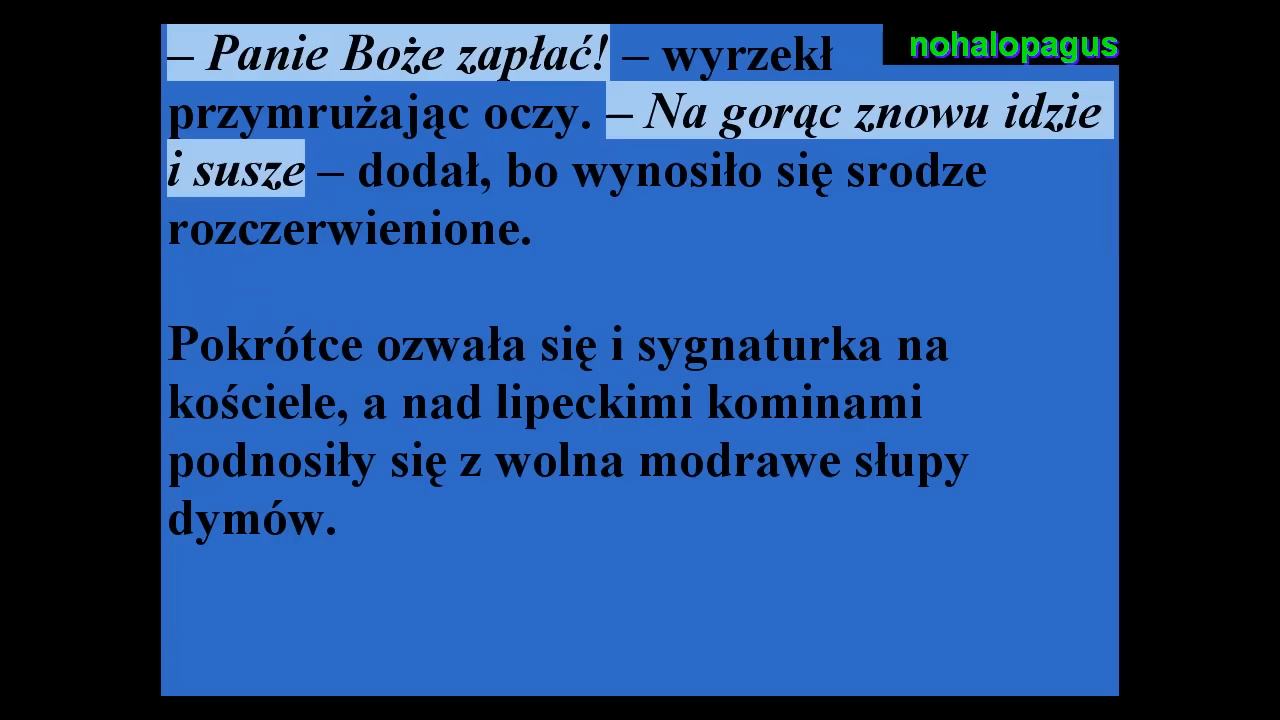 – Panie Boże zapłać! – wyrzekł
nohalopagus
przymrużając oczy. – Na gorąc znowu idzie
i susze – dodał, bo wynosiło się srodze
rozczerwienione.
Pokrótce ozwała się i sygnaturka na
kościele, a nad lipeckimi kominami
podnosiły się z wolna modrawe słupy
dymów.